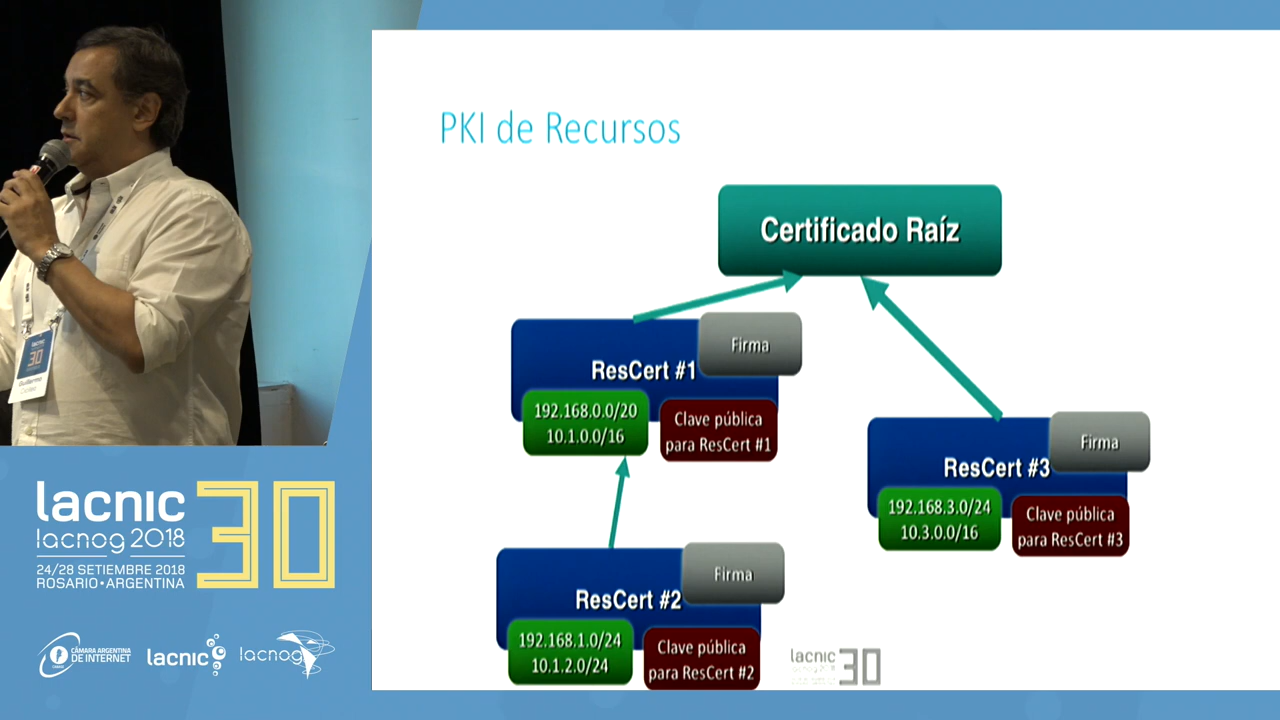 PKI de Recursos
Certificado Raíz
Firma
ResCert #1
192.168.0.0/20
10.1.0.0/16
Clave pública
para ResCert #1
Firma
ResCert #3
192.168.3.0/24
10.3.0.0/16
Clave pública
para ResCert #3
Firma
ResCert #2
192.168.1.0/24
10.1.2.0/24
Clave pública
para ResCert #2
lacnic 30
lacnic
30
Guillermo
lacnic 30
lacnog 2018
24/28 SETIEMBRE 2018
ROSARIO•ARGENTINA
CÁMARA ARGENTINA
DE INTERNET
lacnic
lacnog